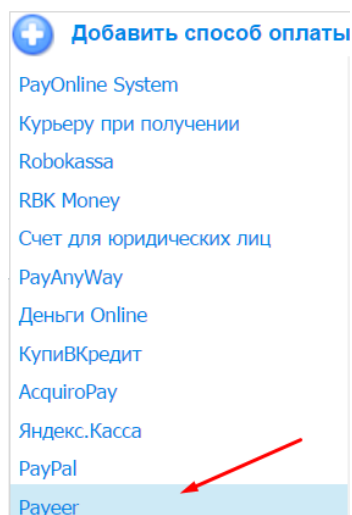 Добавить способ оплаты
PayOnline System
Курьеру при получении
Robokassa
RBK Money
Счет для юридических лиц
PayAnyWay
Деньги Online
КупиВКредит
AcquiroPay
Яндекс.Касса
PayPal
Payeer